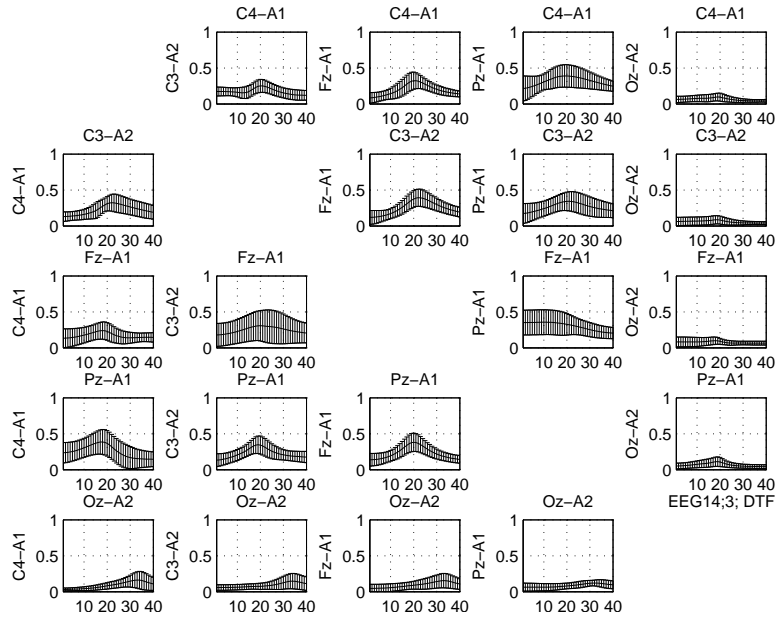 C4−A1 C4−A1 C4−A1 C4−A1
1 1 1 1
C3−A2 Fz−A1 Pz−A1 Oz−A2
0.5 0.5 0.5 0.5
0 0 0 0
10 20 30 40 10 20 30 40 10 20 30 40 10 20 30 40
C3−A2 C3−A2 C3−A2 C3−A2
1 1 1 1
C4−A1 Fz−A1 Pz−A1 Oz−A2
0.5 0.5 0.5 0.5
0 0 0 0
10 20 30 40 10 20 30 40 10 20 30 40 10 20 30 40
Fz−A1 Fz−A1 Fz−A1 Fz−A1
1 1 1 1
C4−A1 C3−A2 Pz−A1 Oz−A2
0.5 0.5 0.5 0.5
0 0 0 0
10 20 30 40 10 20 30 40 10 20 30 40 10 20 30 40
Pz−A1 Pz−A1 Pz−A1 Pz−A1
1 1 1 1
C4−A1 C3−A2 Fz−A1 Oz−A2
0.5 0.5 0.5 0.5
0 0 0 0
10 20 30 40 10 20 30 40 10 20 30 40 10 20 30 40
EEG14;3; DTF
Oz−A2 Oz−A2 Oz−A2 Oz−A2
1 1 1 1
C4−A1 C3−A2 Fz−A1 Pz−A1
0.5 0.5 0.5 0.5
0 0 0 0
10 20 30 40 10 20 30 40 10 20 30 40 10 20 30 40